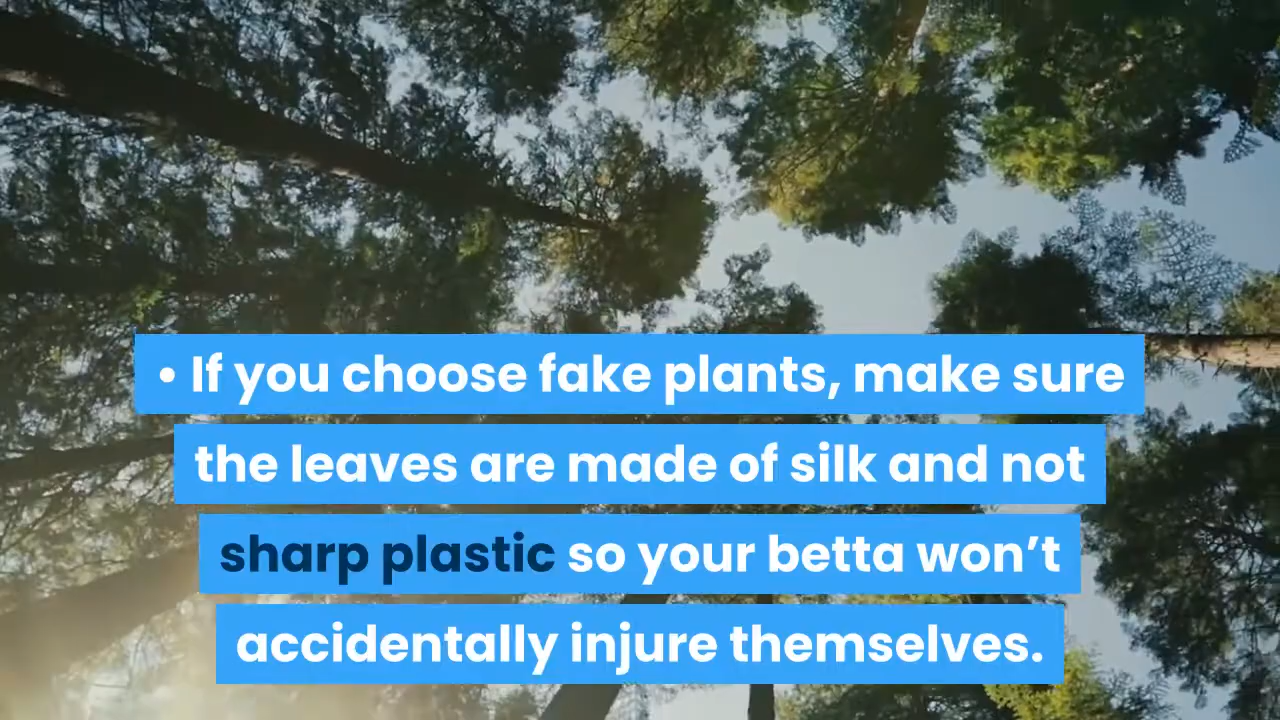 • If you choose fake plants, make sure
the leaves are made of silk and not
sharp plastic so your betta won’t
accidentally injure themselves.